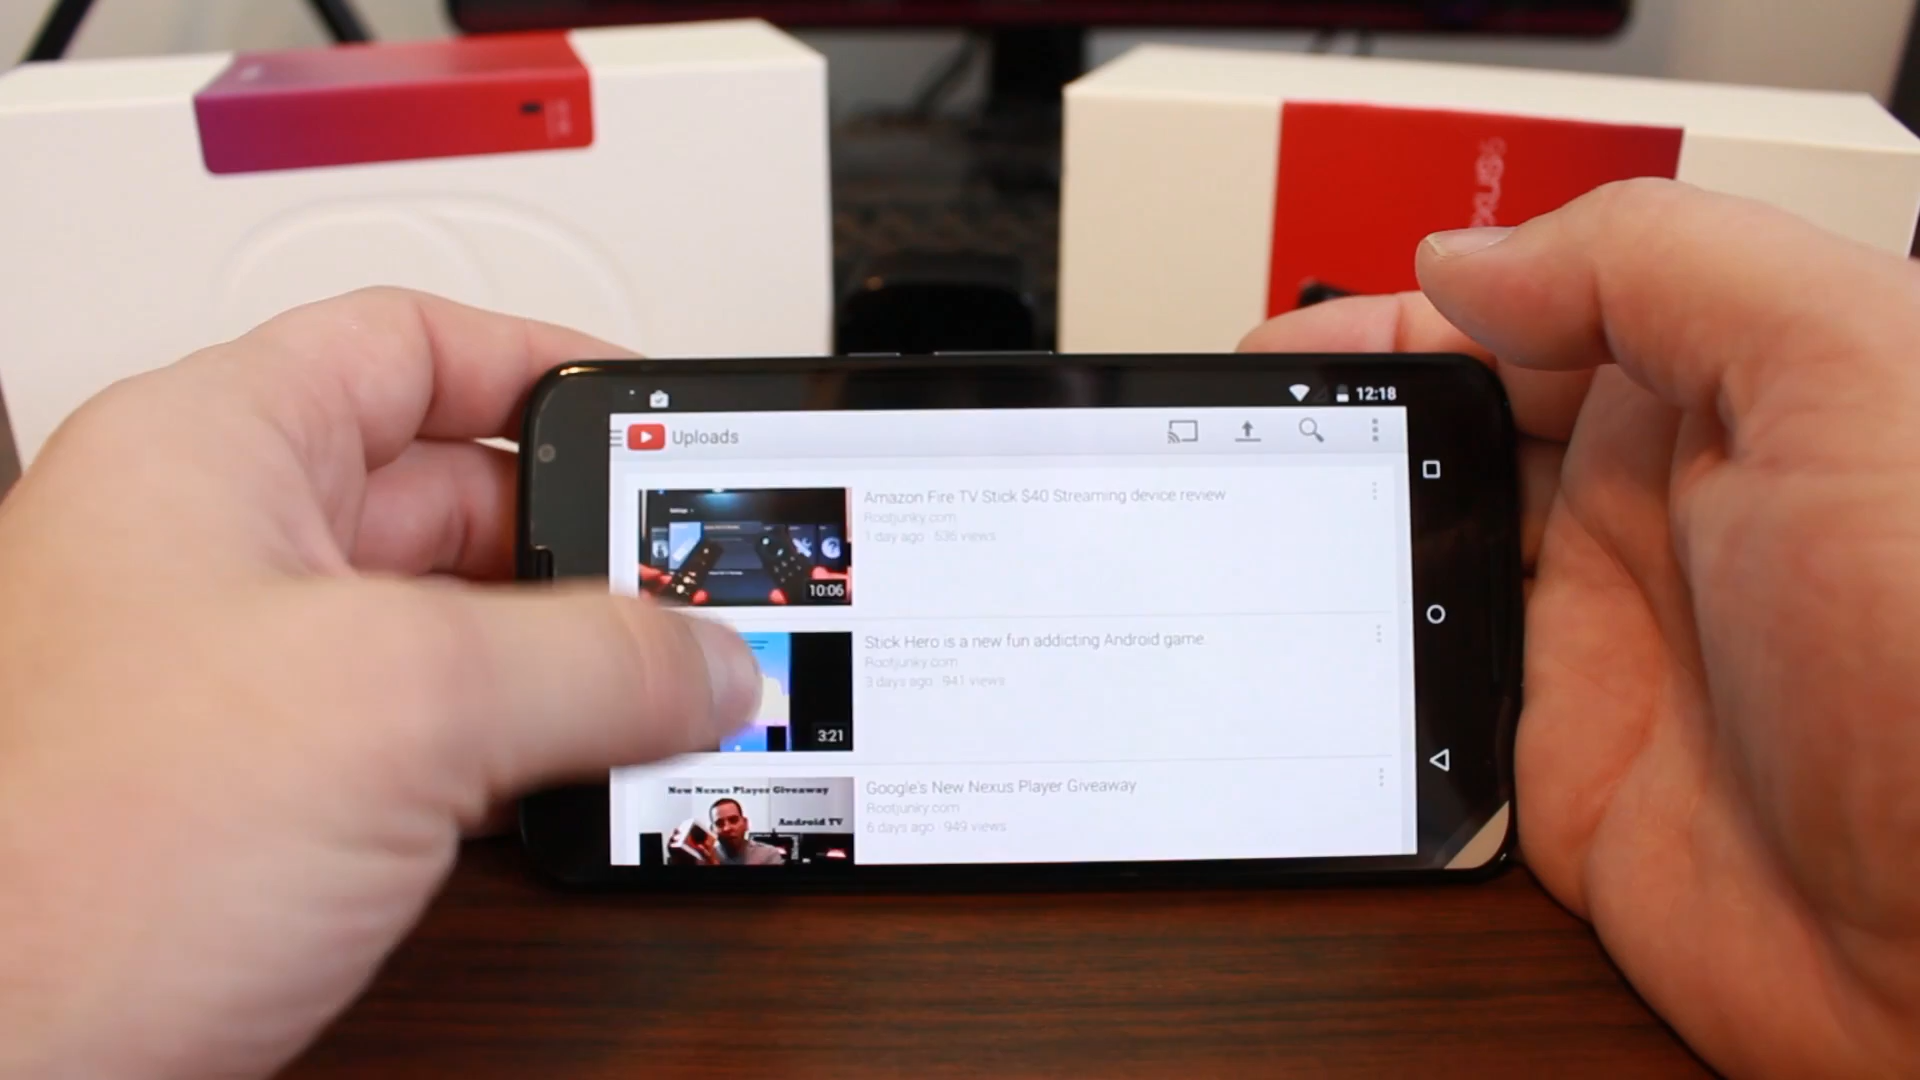 12:18
Uploads
Amazon Fire TV Stick $40 Streaming device review
Rootjunky.com
1 day ago · 536 views
10:06
Stick Hero is a new fun addicting Android game
Rootjunky.com
3 days ago · 941 views
3:21
New Nexus Player Giveaway
Android TV
Google's New Nexus Player Giveaway
Rootjunky.com
6 days ago · 949 views